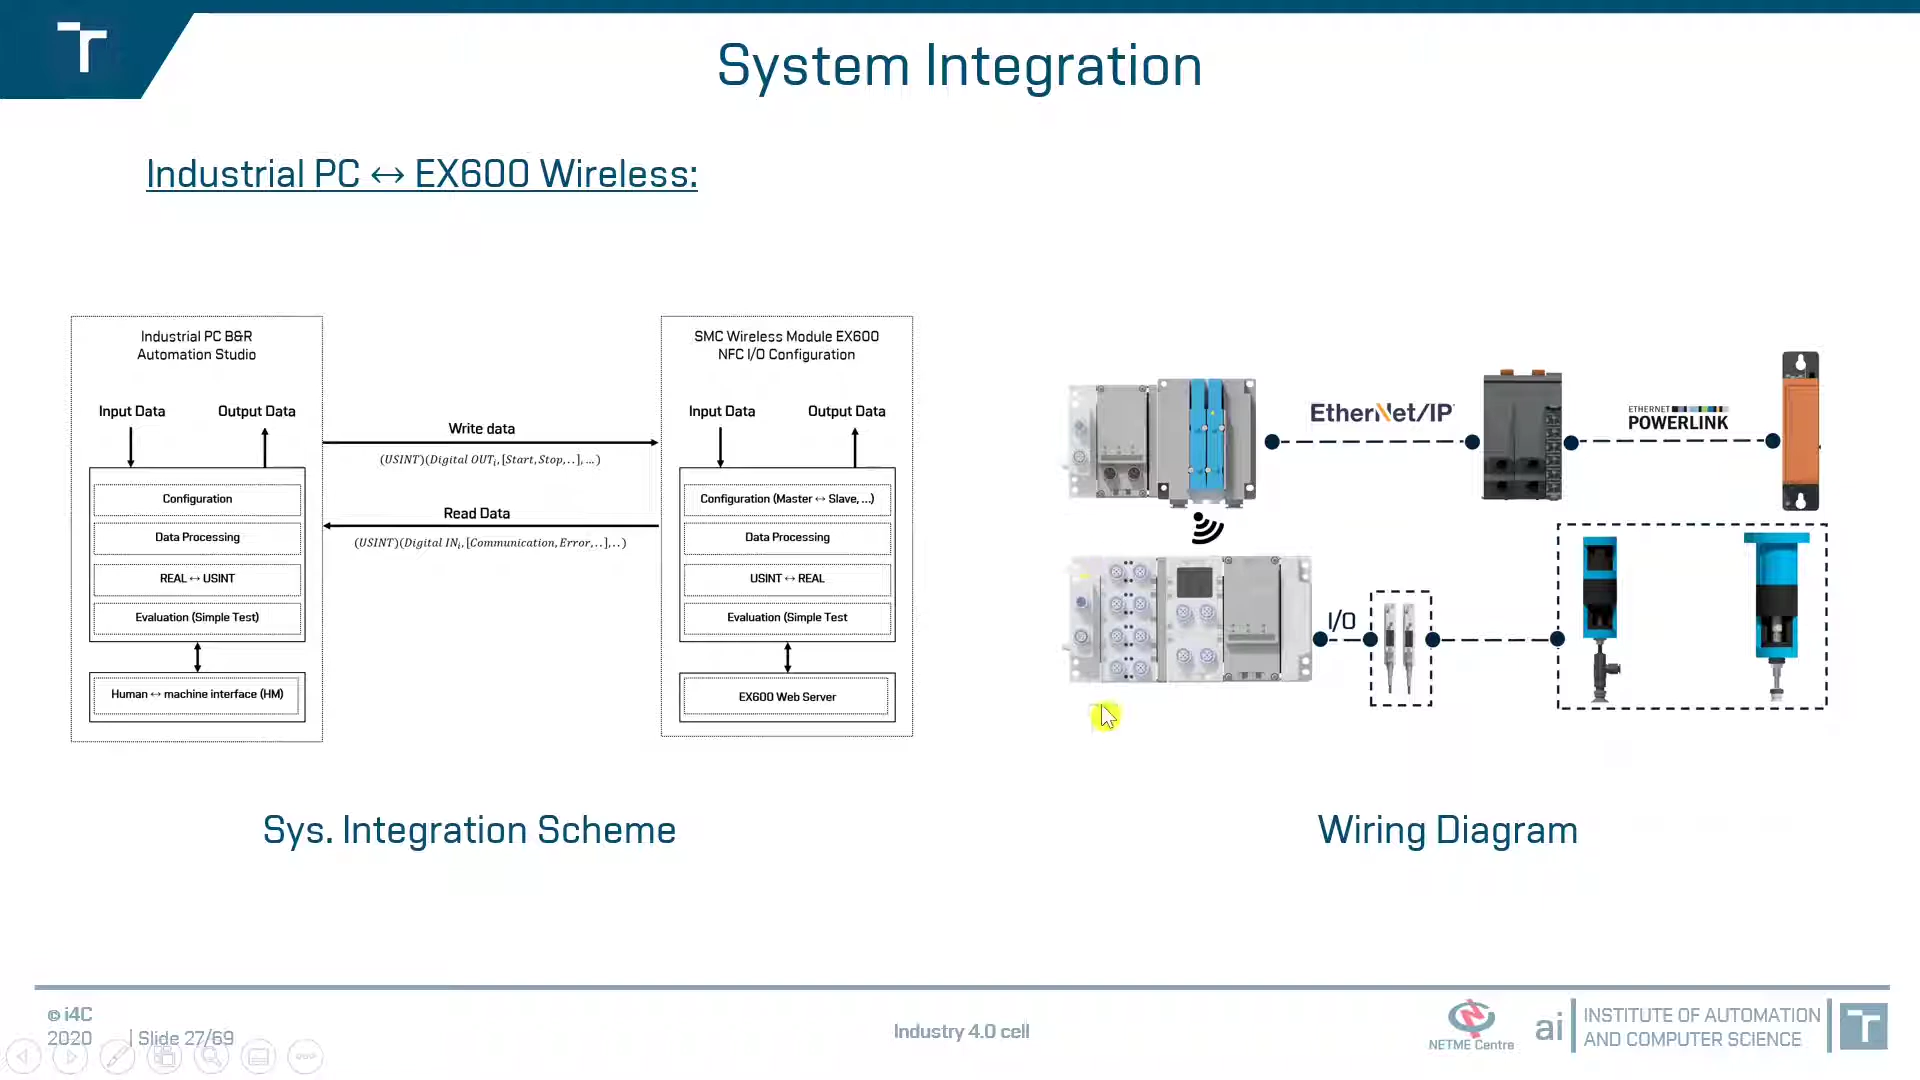 System Integration
Industrial PC ↔ EX600 Wireless:
Industrial PC B&R
Automation Studio
Input Data
Output Data
Configuration
Data Processing
REAL ↔ USINT
Evaluation (Simple Test)
Human ↔ machine interface (HM)
Write data
(USINT)(Digital OUTᵢ,[Start,Stop,..],...)
Read Data
(USINT)(Digital INᵢ,[Communication,Error,..],..)
SMC Wireless Module EX600
NFC I/O Configuration
Input Data
Output Data
Configuration (Master ↔ Slave, ...)
Data Processing
USINT ↔ REAL
Evaluation (Simple Test
EX600 Web Server
Sys. Integration Scheme
EtherNet/IP
ETHERNET
POWERLINK
I/O
Wiring Diagram
© i4C
2020 | Slide 27/69
Industry 4.0 cell
NETME Centre
ai
INSTITUTE OF AUTOMATION
AND COMPUTER SCIENCE